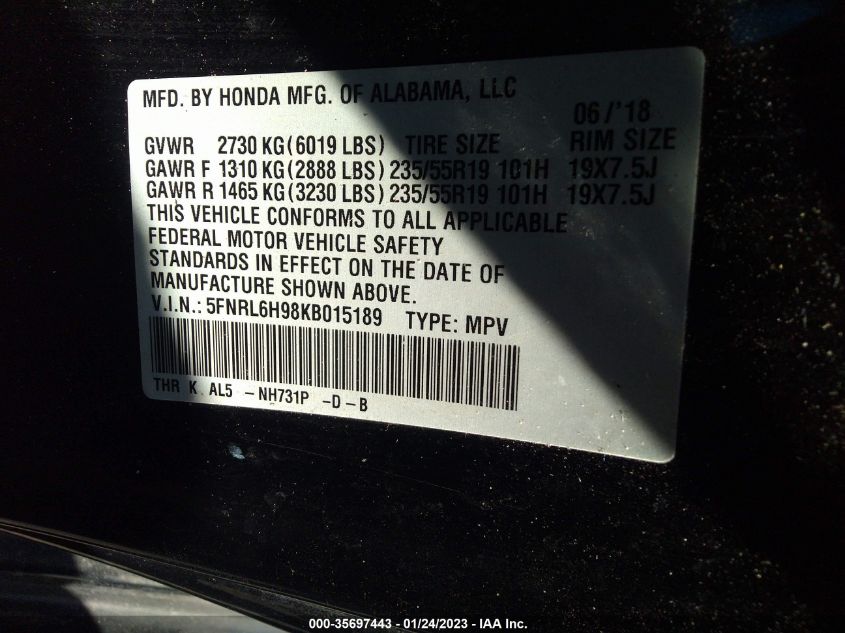 MFD. BY HONDA MFG. OF ALABAMA, LLC
06/'18
GVWR 2730 KG(6019 LBS) TIRE SIZE RIM SIZE
GAWR F 1310 KG(2888 LBS) 235/55R19 101H 19X7.5J
GAWR R 1465 KG(3230 LBS) 235/55R19 101H 19X7.5J
THIS VEHICLE CONFORMS TO ALL APPLICABLE
FEDERAL MOTOR VEHICLE SAFETY
STANDARDS IN EFFECT ON THE DATE OF
MANUFACTURE SHOWN ABOVE.
V.I.N.: 5FNRL6H98KB015189 TYPE: MPV
THR K AL5 -NH731P -D-B
000-35697443 - 01/24/2023 - IAA Inc.